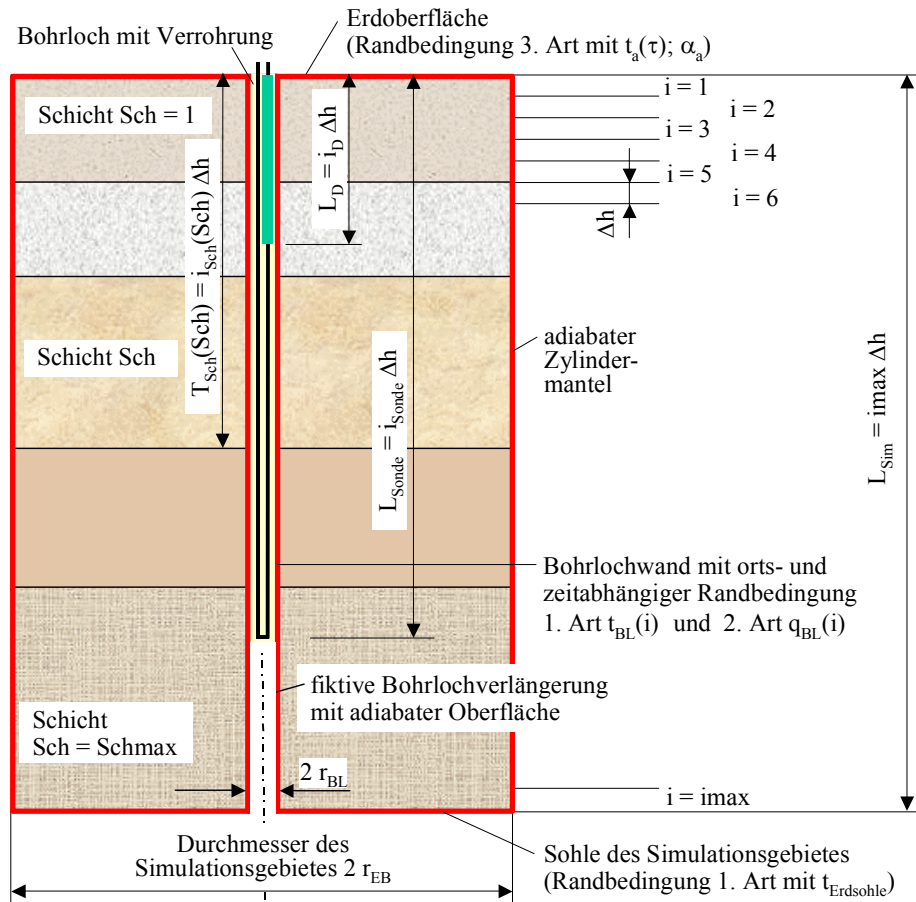 Erdoberfläche
(Randbedingung 3. Art mit t_a(τ); α_a)
Bohrloch mit Verrohrung
Schicht Sch = 1
T_Sch(Sch) = i_Sch(Sch) Δh
L_D = i_D Δh
i = 1
i = 2
i = 3
i = 4
i = 5
i = 6
Δh
Schicht Sch
L_Sonde = i_Sonde Δh
adiabater
Zylinder-
mantel
L_Sim = imax Δh
Bohrlochwand mit orts- und
zeitabhängiger Randbedingung
1. Art t_BL(i) und 2. Art q_BL(i)
fiktive Bohrlochverlängerung
mit adiabater Oberfläche
Schicht
Sch = Schmax
2 r_BL
i = imax
Durchmesser des
Simulationsgebietes 2 r_EB
Sohle des Simulationsgebietes
(Randbedingung 1. Art mit t_Erdsohle)